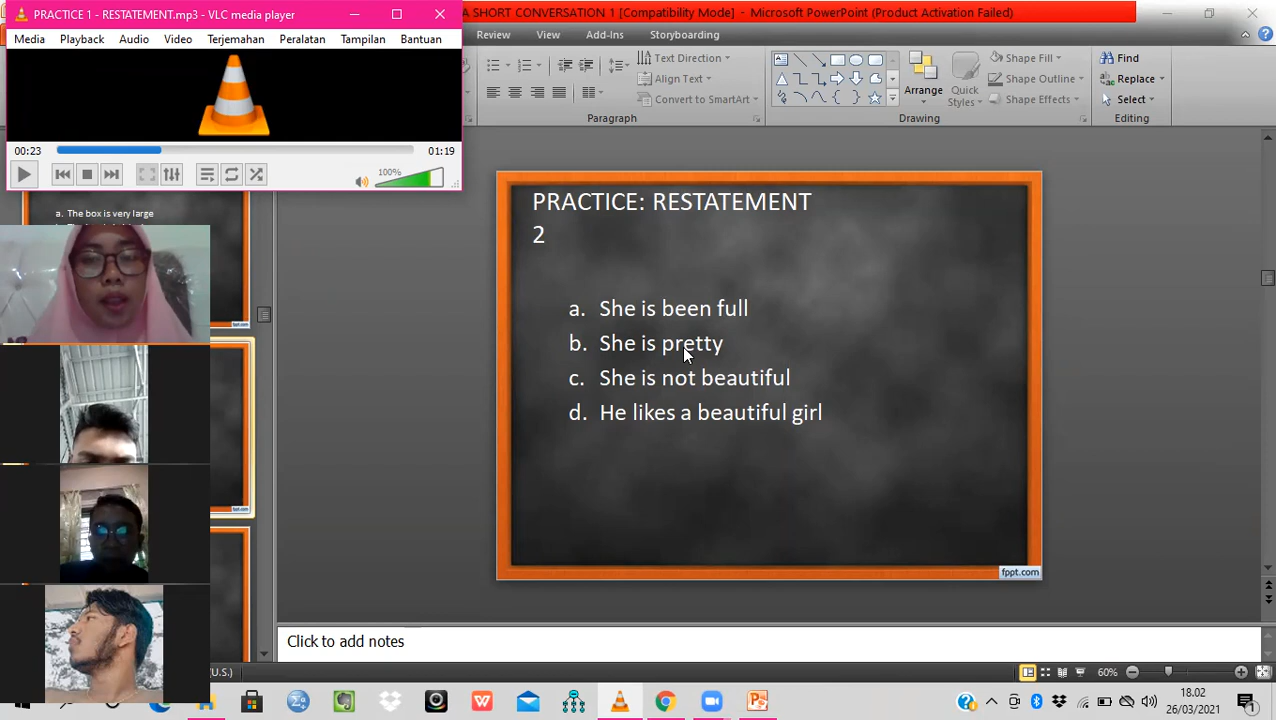 PRACTICE 1 - RESTATEMENT.mp3 - VLC media player
A SHORT CONVERSATION 1 [Compatibility Mode] - Microsoft PowerPoint (Product Activation Failed)
Media Playback Audio Video Terjemahan Peralatan Tampilan Bantuan
Review View Add-Ins Storyboarding
Text Direction
Align Text
Convert to SmartArt
Paragraph
Arrange
Quick
Styles
Shape Fill
Shape Outline
Shape Effects
Drawing
Find
Replace
Select
Editing
00:23
01:19
100%
a. The box is very large
fppt.com
fppt.com
PRACTICE: RESTATEMENT
2
a. She is been full
b. She is pretty
c. She is not beautiful
d. He likes a beautiful girl
fppt.com
Click to add notes
(U.S.)
60%
18.02
26/03/2021